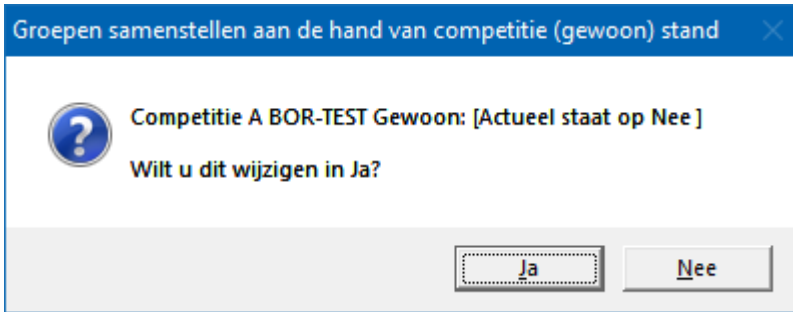 Groepen samenstellen aan de hand van competitie (gewoon) stand
Competitie A BOR-TEST Gewoon: [Actueel staat op Nee ]
Wilt u dit wijzigen in Ja?
Ja
Nee